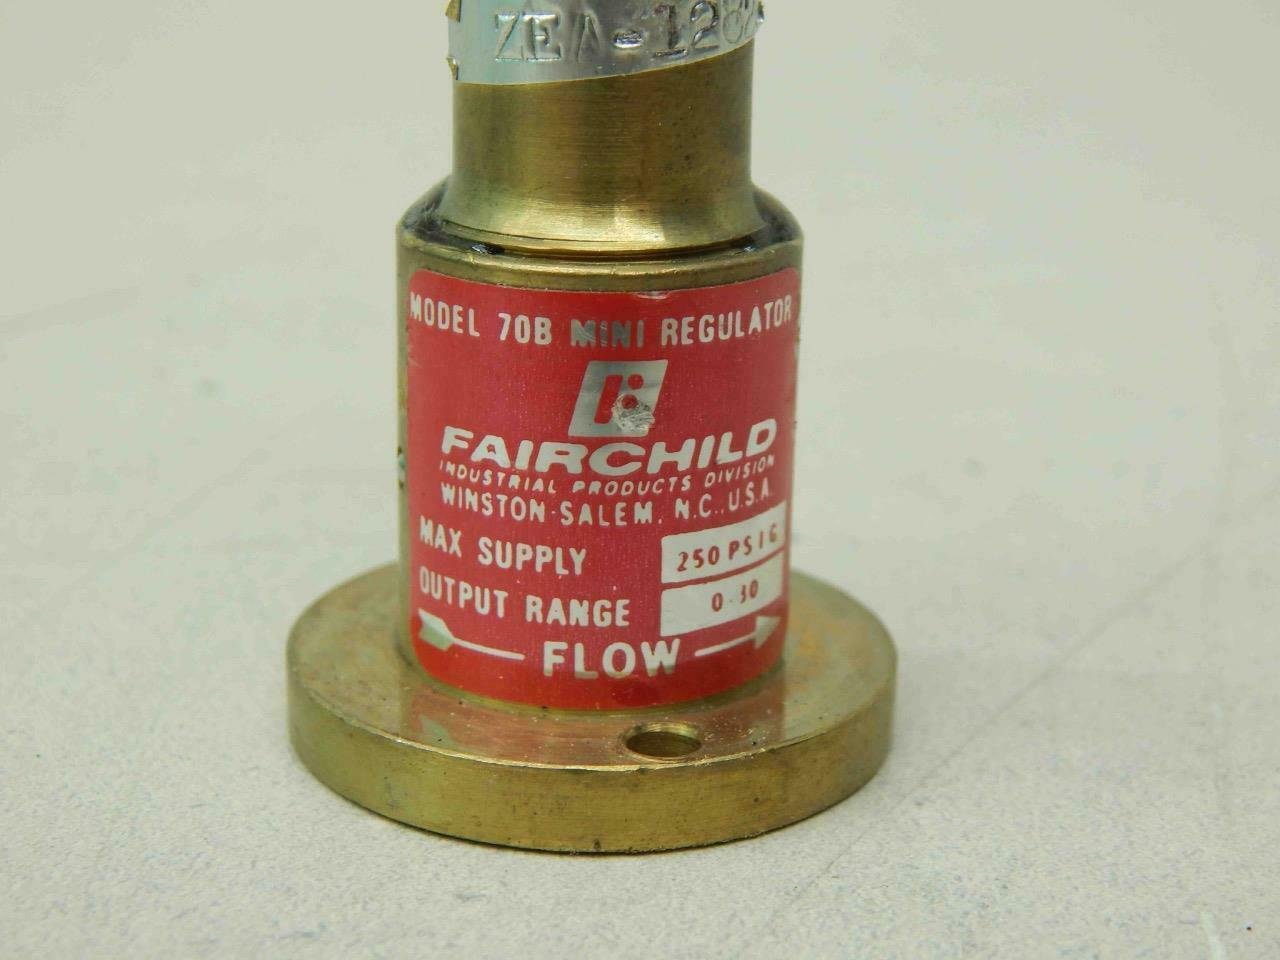 MODEL 70B MINI REGULATOR
FAIRCHILD
INDUSTRIAL PRODUCTS DIVISION
WINSTON-SALEM, N.C., U.S.A.
MAX SUPPLY 250 PSIG
OUTPUT RANGE 0-30
FLOW